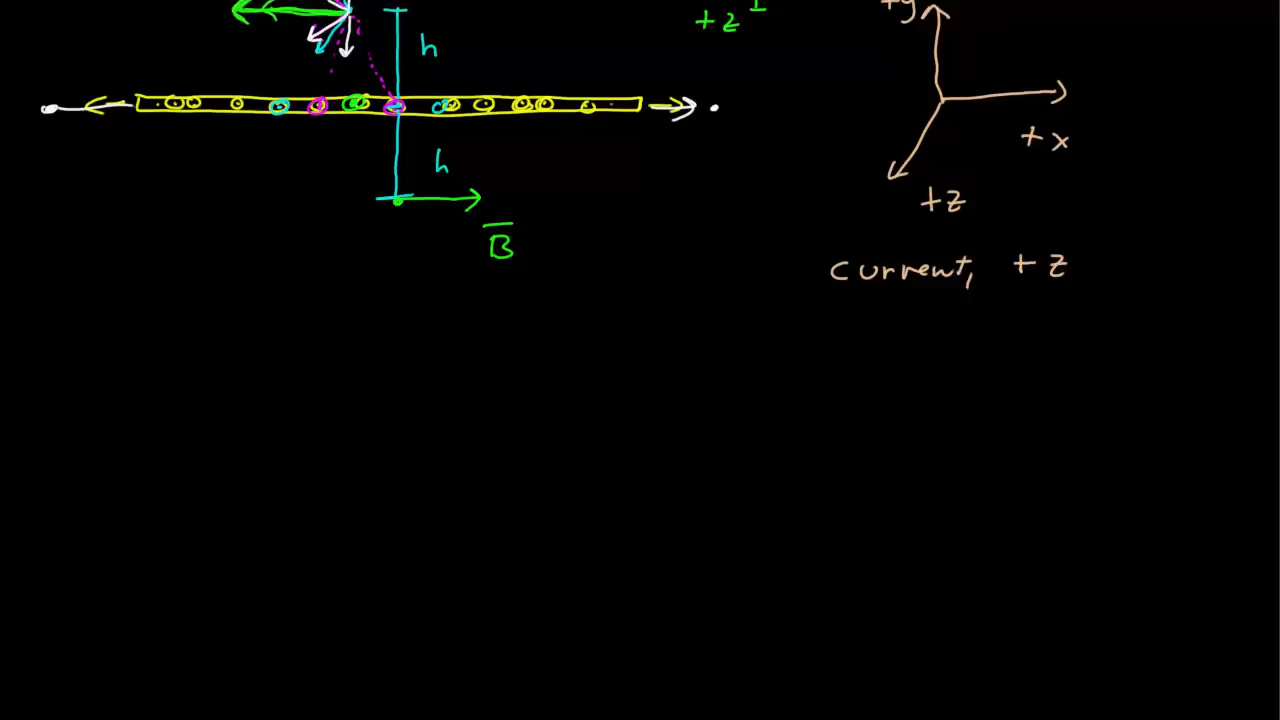 +y
+z I
h
+x
h
+z
B
current, +z